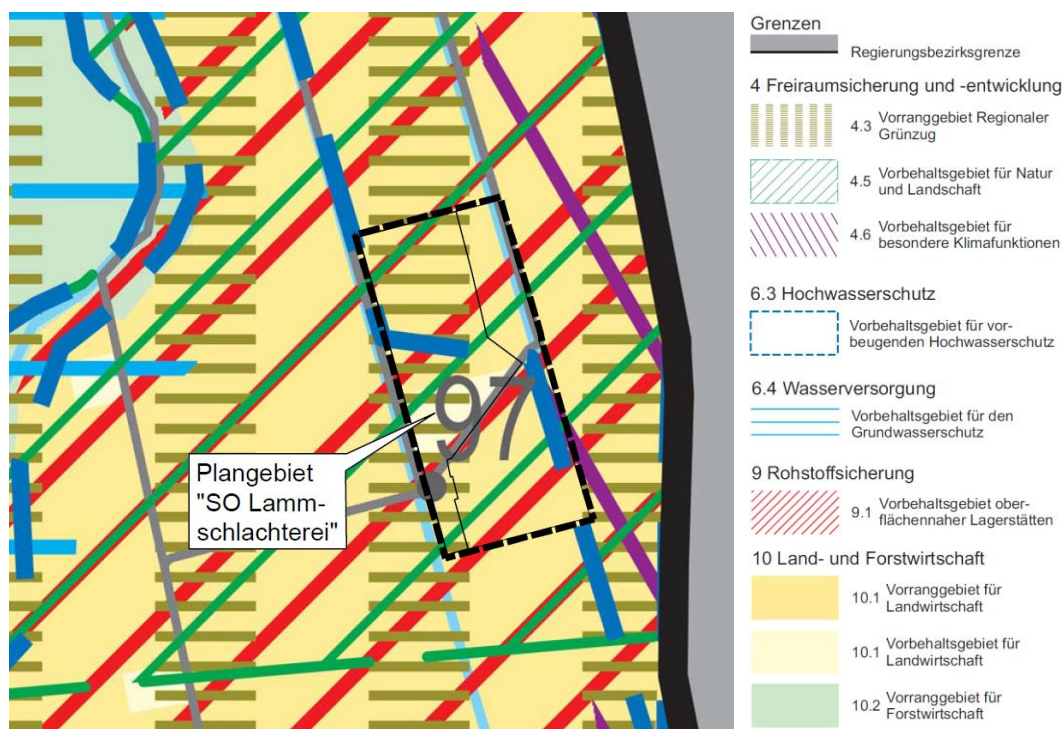 97
Plangebiet
"SO Lamm-
schlachterei"
Grenzen
Regierungsbezirksgrenze
4 Freiraumsicherung und -entwicklung
4.3 Vorranggebiet Regionaler
Grünzug
4.5 Vorbehaltsgebiet für Natur
und Landschaft
4.6 Vorbehaltsgebiet für
besondere Klimafunktionen
6.3 Hochwasserschutz
Vorbehaltsgebiet für vor-
beugenden Hochwasserschutz
6.4 Wasserversorgung
Vorbehaltsgebiet für den
Grundwasserschutz
9 Rohstoffsicherung
9.1 Vorbehaltsgebiet ober-
flächennaher Lagerstätten
10 Land- und Forstwirtschaft
10.1 Vorranggebiet für
Landwirtschaft
10.1 Vorbehaltsgebiet für
Landwirtschaft
10.2 Vorranggebiet für
Forstwirtschaft